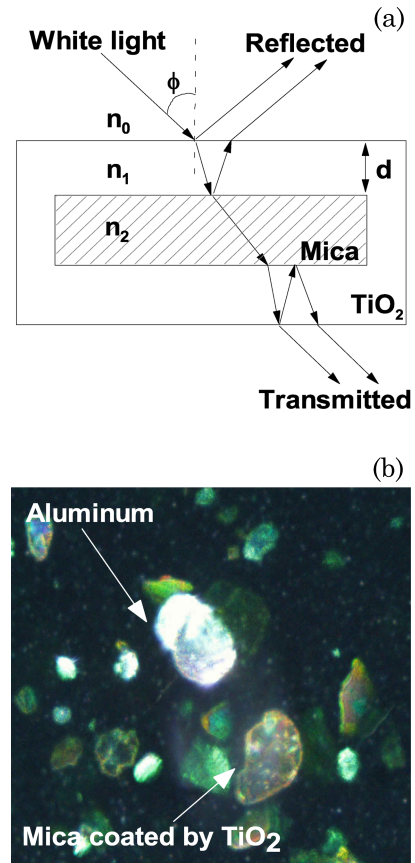 (a)
White light
Reflected
ϕ
n0
n1
d
n2
Mica
TiO2
Transmitted
(b)
Aluminum
Mica coated by TiO2